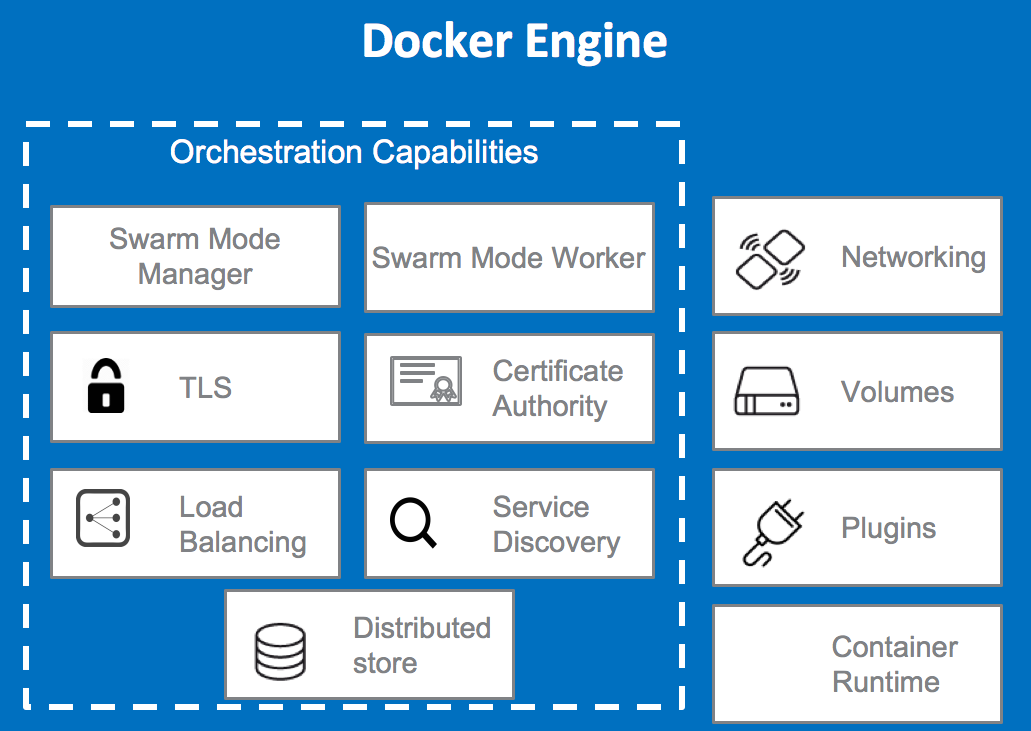 Docker Engine
Orchestration Capabilities
Swarm Mode
Manager
Swarm Mode Worker
Networking
TLS
Certificate
Authority
Volumes
Load
Balancing
Service
Discovery
Plugins
Distributed
store
Container
Runtime